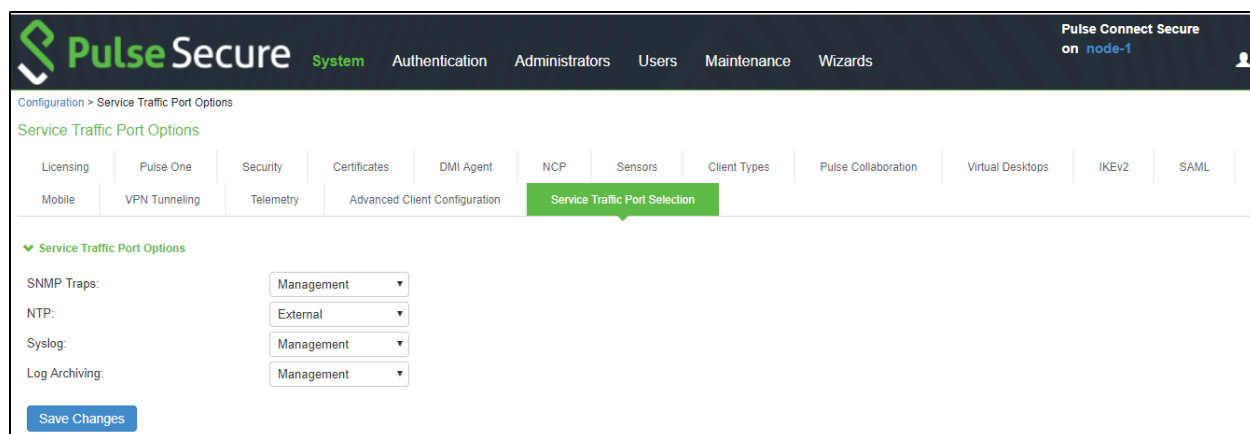 Pulse Secure System Authentication Administrators Users Maintenance Wizards
Pulse Connect Secure
on node-1
Configuration > Service Traffic Port Options
Service Traffic Port Options
Licensing Pulse One Security Certificates DMI Agent NCP Sensors Client Types Pulse Collaboration Virtual Desktops IKEv2 SAML
Mobile VPN Tunneling Telemetry Advanced Client Configuration Service Traffic Port Selection
Service Traffic Port Options
SNMP Traps: Management
NTP: External
Syslog: Management
Log Archiving: Management
Save Changes